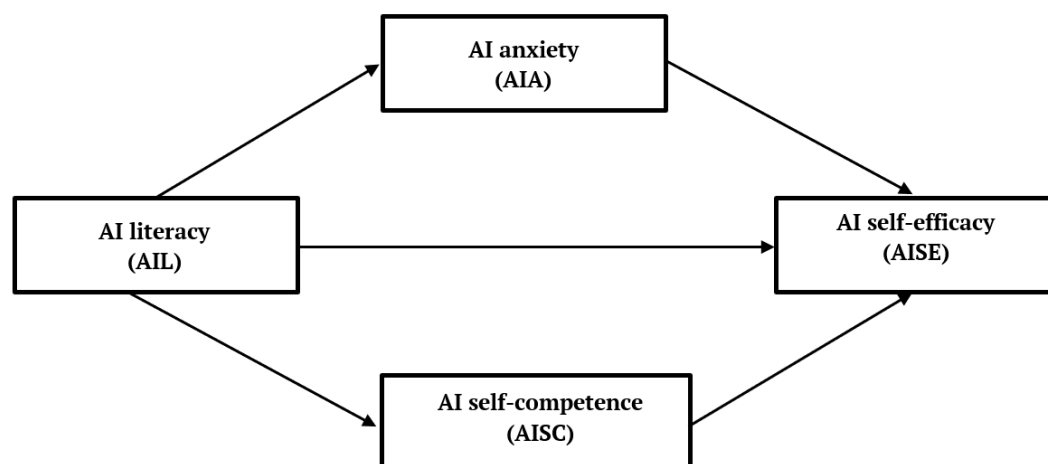 AI anxiety
(AIA)
AI literacy
(AIL)
AI self-efficacy
(AISE)
AI self-competence
(AISC)